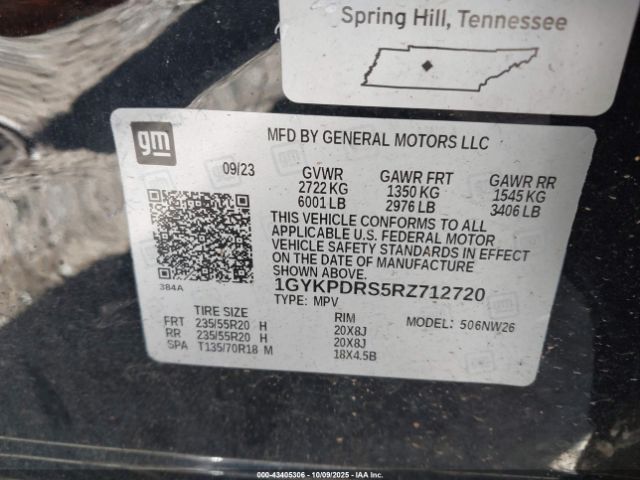 Spring Hill, Tennessee
gm
MFD BY GENERAL MOTORS LLC
09/23 GVWR GAWR FRT GAWR RR
2722 KG 1350 KG 1545 KG
6001 LB 2976 LB 3406 LB
THIS VEHICLE CONFORMS TO ALL
APPLICABLE U.S. FEDERAL MOTOR
VEHICLE SAFETY STANDARDS IN EFFECT
ON THE DATE OF MANUFACTURE
SHOWN ABOVE.
1GYKPDRS5RZ712720
384A
TYPE: MPV
TIRE SIZE RIM MODEL: 506NW26
FRT 235/55R20 H 20X8J
RR 235/55R20 H 20X8J
SPA T135/70R18 M 18X4.5B
© -43405306 - 10/09/2025 - IAA Inc.